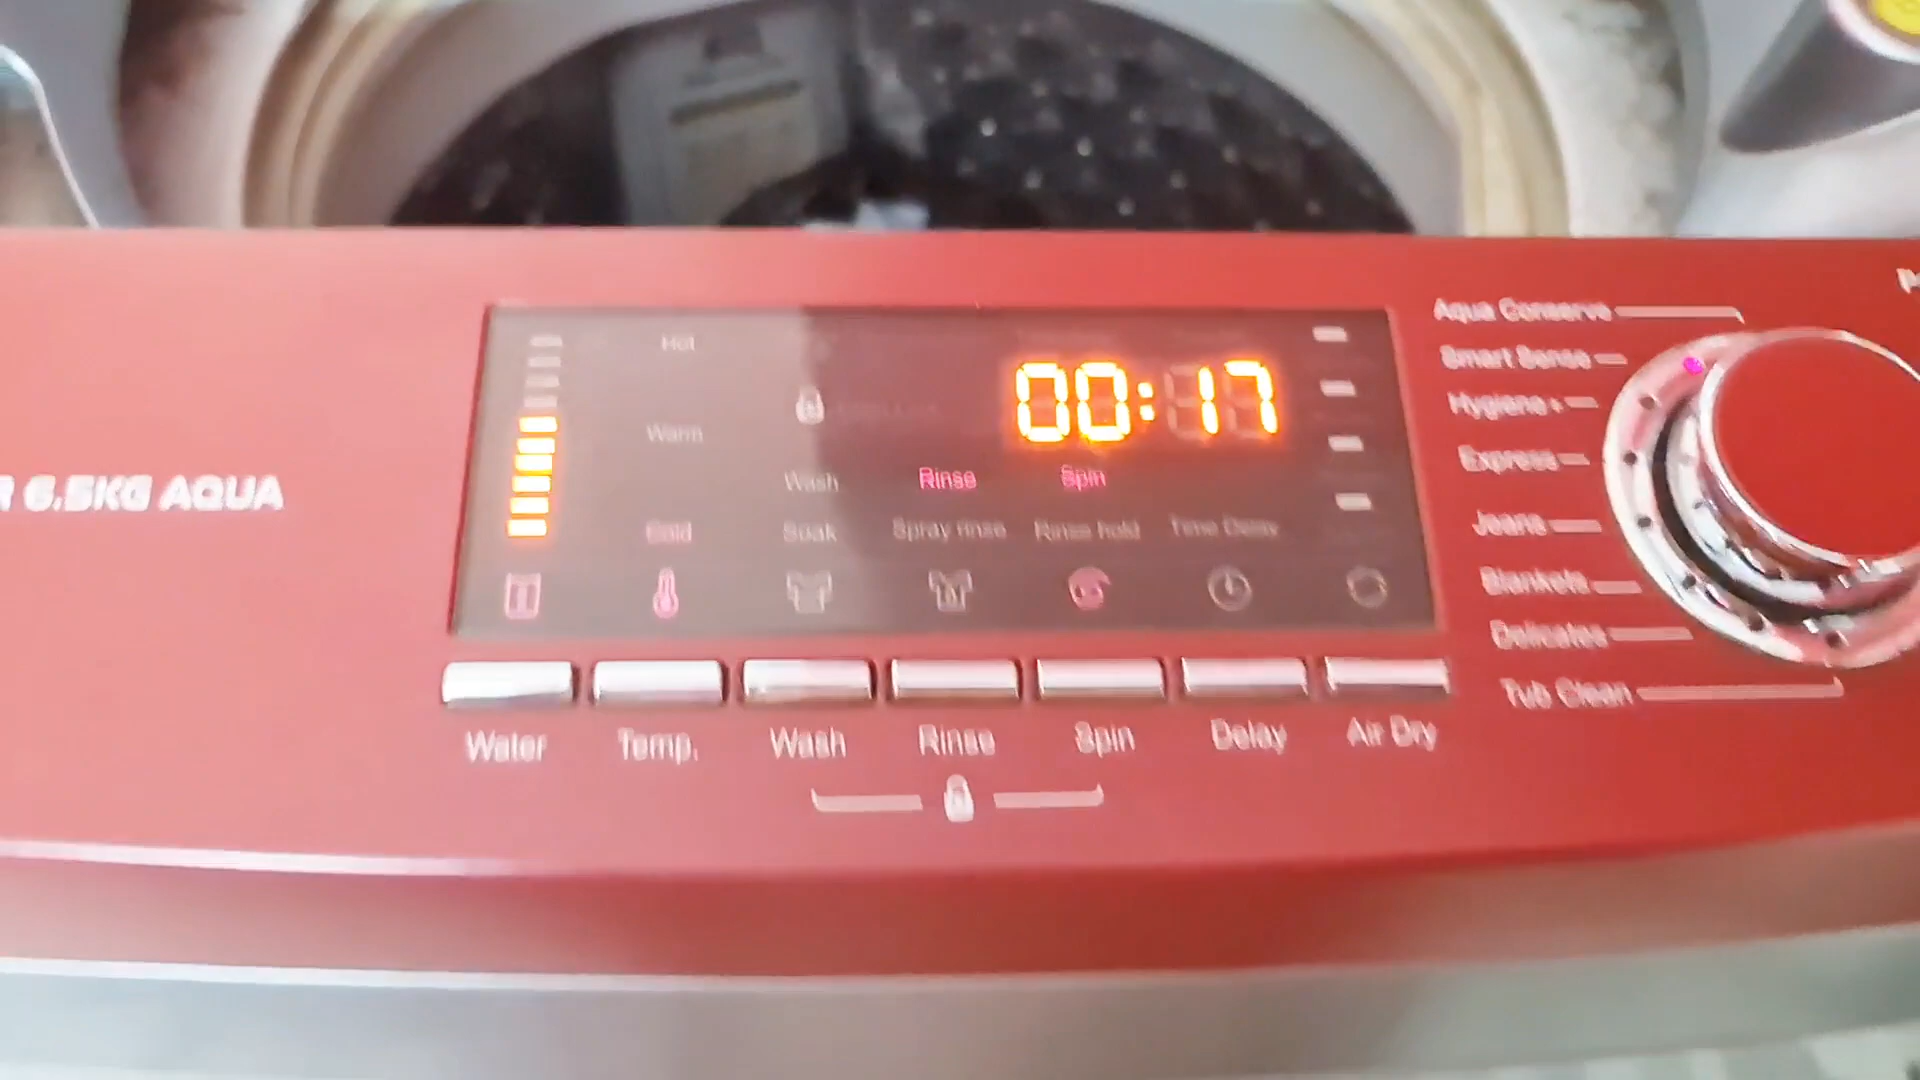 6.5KG AQUA
Hot
Warm
Cold
00:17
Wash Rinse Spin
Soak Spray rinse Rinse hold Time Delay
Water Temp. Wash Rinse Spin Delay Air Dry
Aqua Conserve
Smart Sense
Hygiene+
Express
Jeans
Blankets
Delicates
Tub Clean